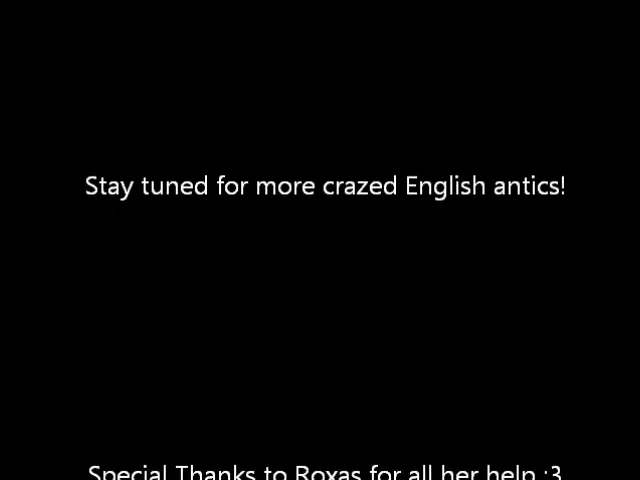 Stay tuned for more crazed English antics!
Special Thanks to Roxas for all her help :3